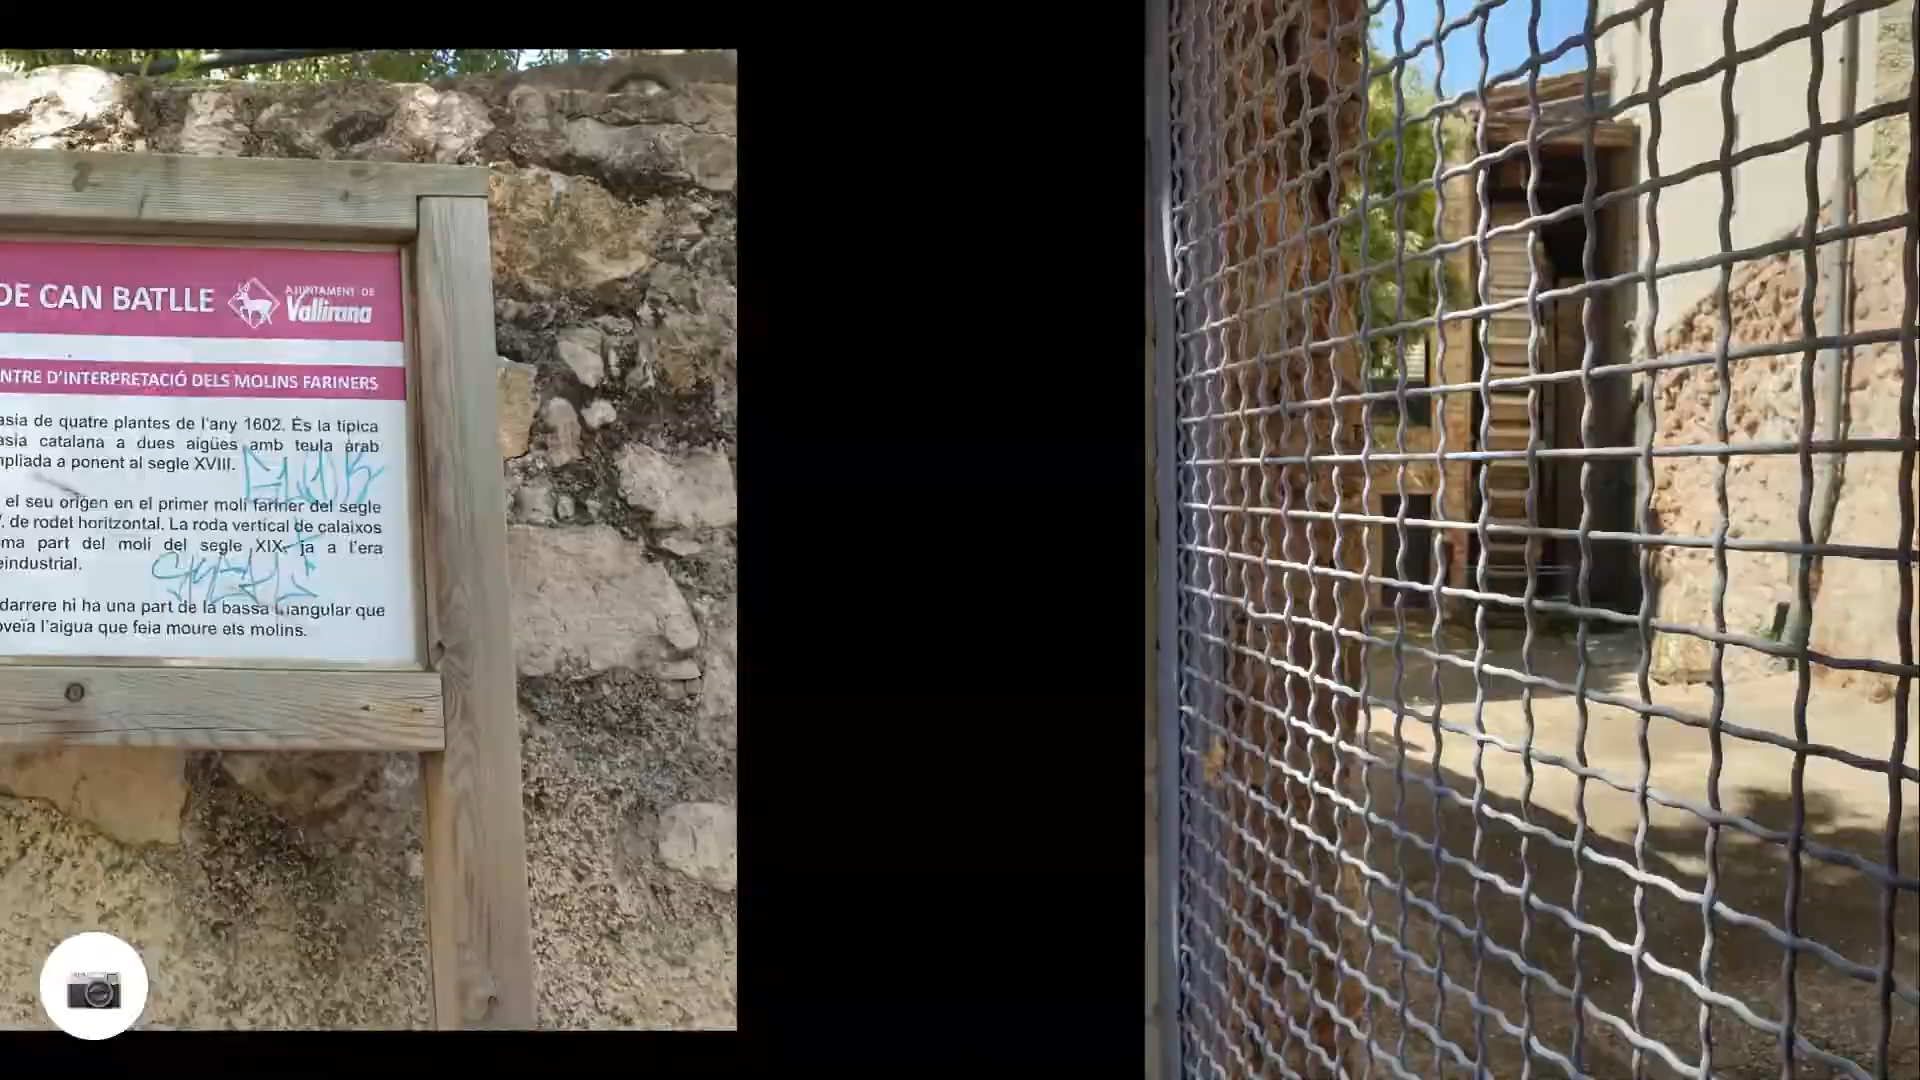 DE CAN BATLLE
AJUNTAMENT DE
Vallirana
NTRE D'INTERPRETACIÓ DELS MOLINS FARINERS
asia de quatre plantes de l'any 1602. És la típica
asia catalana a dues aigües amb teula àrab
mpliada a ponent al segle XVIII.
el seu origen en el primer molí fariner del segle
de rodet horitzontal. La roda vertical de calaixos
ma part del molí del segle XIX, ja a l'era
eindustrial.
darrere hi ha una part de la bassa triangular que
oveïa l'aigua que feia moure els molins.